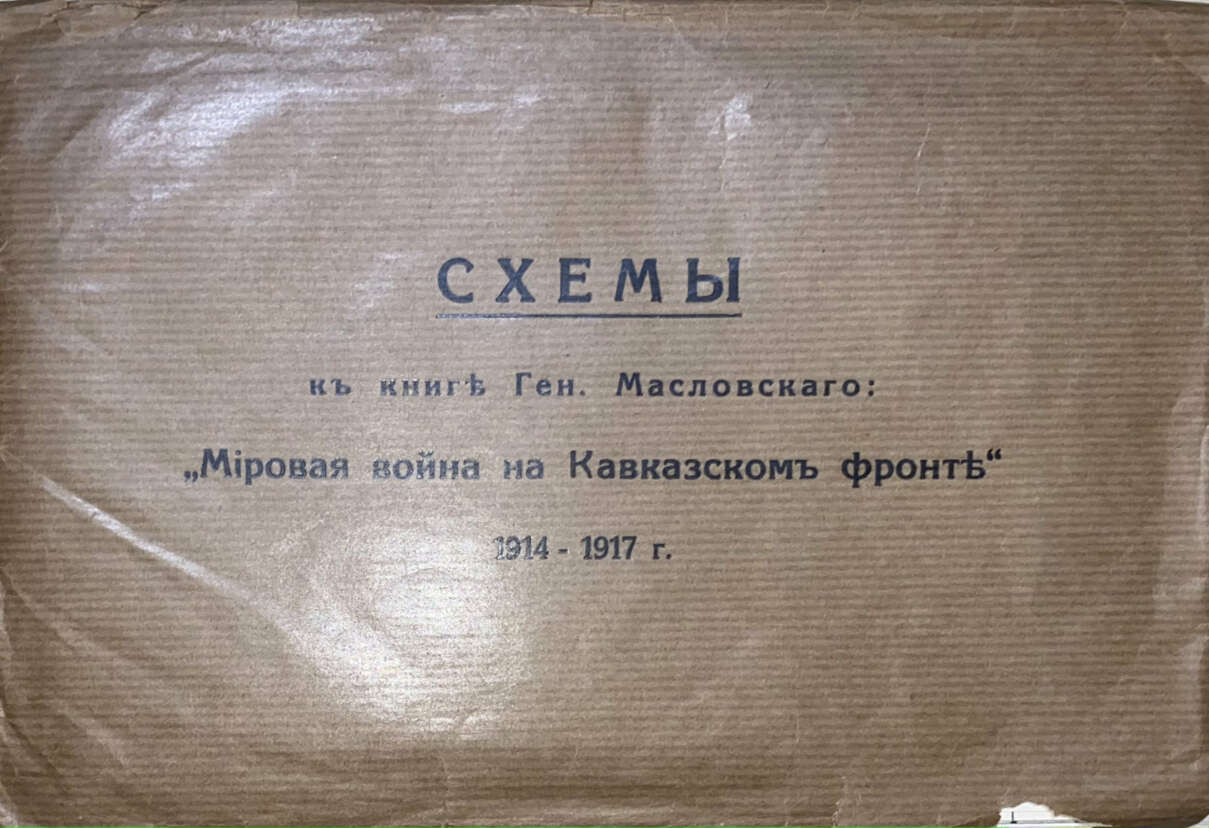 СХЕМЫ
къ книгѣ Ген. Масловскаго:
„Міровая война на Кавказскомъ фронтѣ“
1914 - 1917 г.